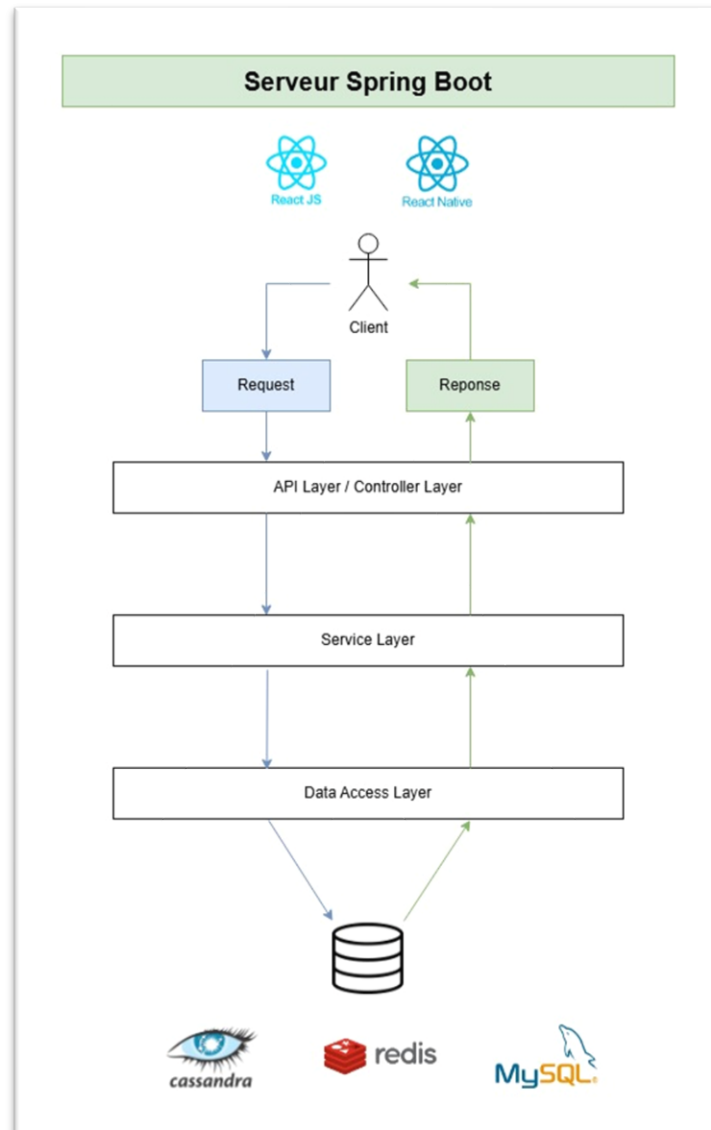 Serveur Spring Boot
React JS
React Native
Client
Request
Reponse
API Layer / Controller Layer
Service Layer
Data Access Layer
cassandra
redis
MySQL®